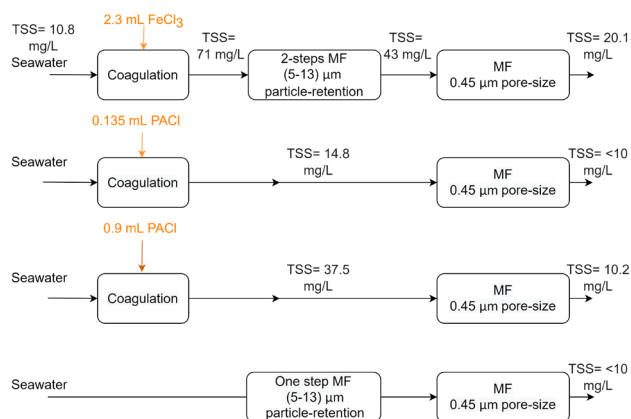 TSS= 10.8
mg/L
Seawater
2.3 mL FeCl3
Coagulation
TSS=
71 mg/L
2-steps MF
(5-13) µm
particle-retention
TSS=
43 mg/L
MF
0.45 µm pore-size
TSS= 20.1
mg/L
Seawater
0.135 mL PACl
Coagulation
TSS= 14.8
mg/L
MF
0.45 µm pore-size
TSS= <10
mg/L
Seawater
0.9 mL PACl
Coagulation
TSS= 37.5
mg/L
MF
0.45 µm pore-size
TSS= 10.2
mg/L
Seawater
One step MF
(5-13) µm
particle-retention
MF
0.45 µm pore-size
TSS= <10
mg/L